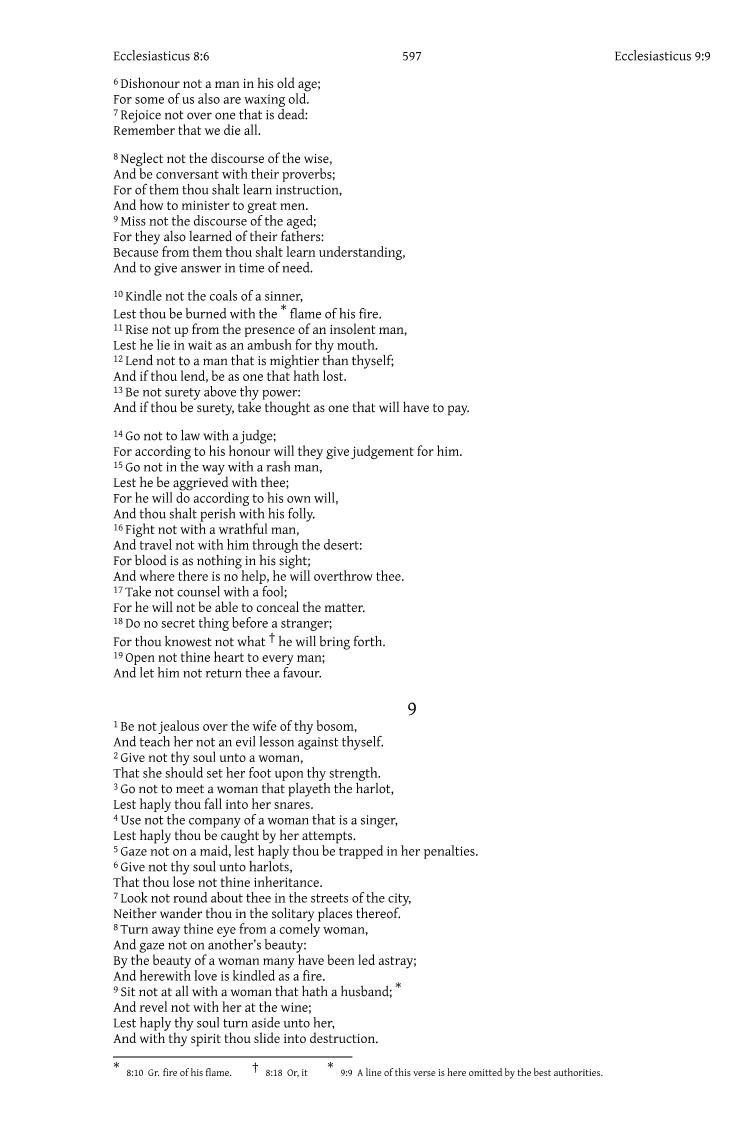 Ecclesiasticus 8:6 597 Ecclesiasticus 9:9
6 Dishonour not a man in his old age;
For some of us also are waxing old.
7 Rejoice not over one that is dead:
Remember that we die all.
8 Neglect not the discourse of the wise,
And be conversant with their proverbs;
For of them thou shalt learn instruction,
And how to minister to great men.
9 Miss not the discourse of the aged;
For they also learned of their fathers:
Because from them thou shalt learn understanding,
And to give answer in time of need.
10 Kindle not the coals of a sinner,
Lest thou be burned with the * flame of his fire.
11 Rise not up from the presence of an insolent man,
Lest he lie in wait as an ambush for thy mouth.
12 Lend not to a man that is mightier than thyself;
And if thou lend, be as one that hath lost.
13 Be not surety above thy power:
And if thou be surety, take thought as one that will have to pay.
14 Go not to law with a judge;
For according to his honour will they give judgement for him.
15 Go not in the way with a rash man,
Lest he be aggrieved with thee;
For he will do according to his own will,
And thou shalt perish with his folly.
16 Fight not with a wrathful man,
And travel not with him through the desert:
For blood is as nothing in his sight;
And where there is no help, he will overthrow thee.
17 Take not counsel with a fool;
For he will not be able to conceal the matter.
18 Do no secret thing before a stranger;
For thou knowest not what † he will bring forth.
19 Open not thine heart to every man;
And let him not return thee a favour.
9
1 Be not jealous over the wife of thy bosom,
And teach her not an evil lesson against thyself.
2 Give not thy soul unto a woman,
That she should set her foot upon thy strength.
3 Go not to meet a woman that playeth the harlot,
Lest haply thou fall into her snares.
4 Use not the company of a woman that is a singer,
Lest haply thou be caught by her attempts.
5 Gaze not on a maid, lest haply thou be trapped in her penalties.
6 Give not thy soul unto harlots,
That thou lose not thine inheritance.
7 Look not round about thee in the streets of the city,
Neither wander thou in the solitary places thereof.
8 Turn away thine eye from a comely woman,
And gaze not on another's beauty:
By the beauty of a woman many have been led astray;
And herewith love is kindled as a fire.
9 Sit not at all with a woman that hath a husband; *
And revel not with her at the wine;
Lest haply thy soul turn aside unto her,
And with thy spirit thou slide into destruction.
* 8:10 Gr. fire of his flame. † 8:18 Or, it * 9:9 A line of this verse is here omitted by the best authorities.